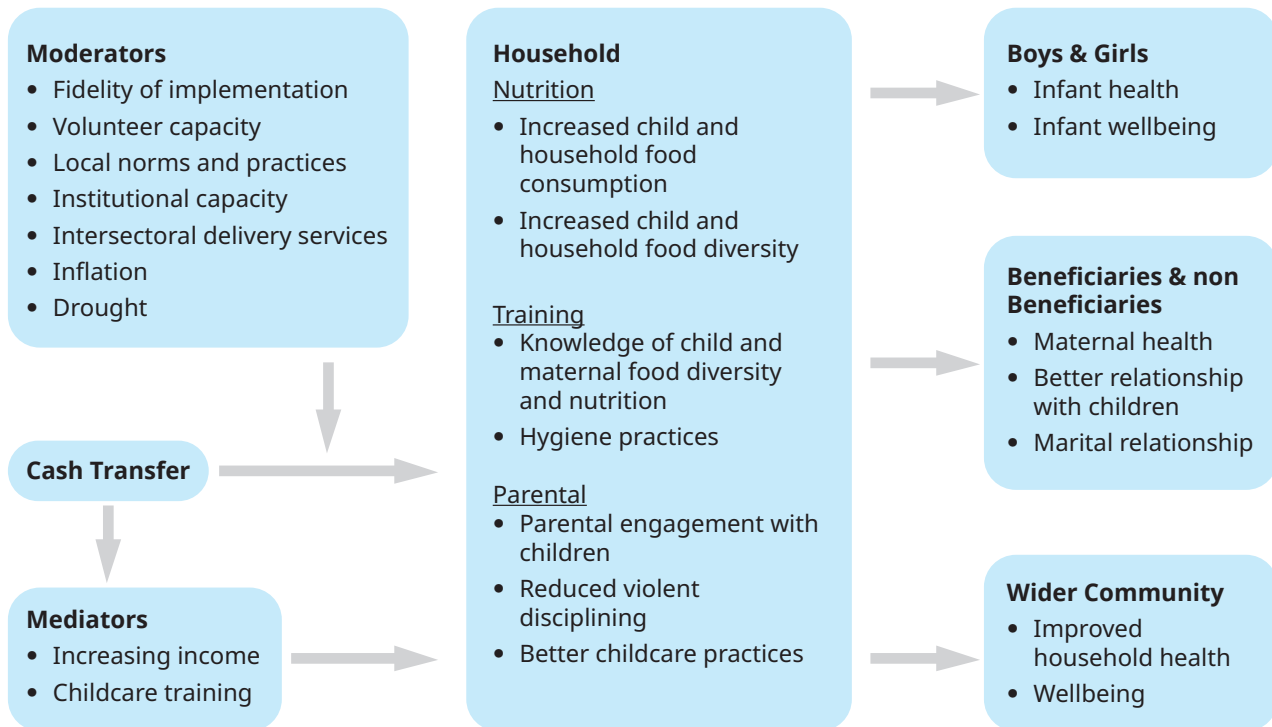 Moderators
• Fidelity of implementation
• Volunteer capacity
• Local norms and practices
• Institutional capacity
• Intersectoral delivery services
• Inflation
• Drought
Cash Transfer
Mediators
• Increasing income
• Childcare training
Household
Nutrition
• Increased child and
household food
consumption
• Increased child and
household food diversity
Training
• Knowledge of child and
maternal food diversity
and nutrition
• Hygiene practices
Parental
• Parental engagement with
children
• Reduced violent
disciplining
• Better childcare practices
Boys & Girls
• Infant health
• Infant wellbeing
Beneficiaries & non
Beneficiaries
• Maternal health
• Better relationship
with children
• Marital relationship
Wider Community
• Improved
household health
• Wellbeing